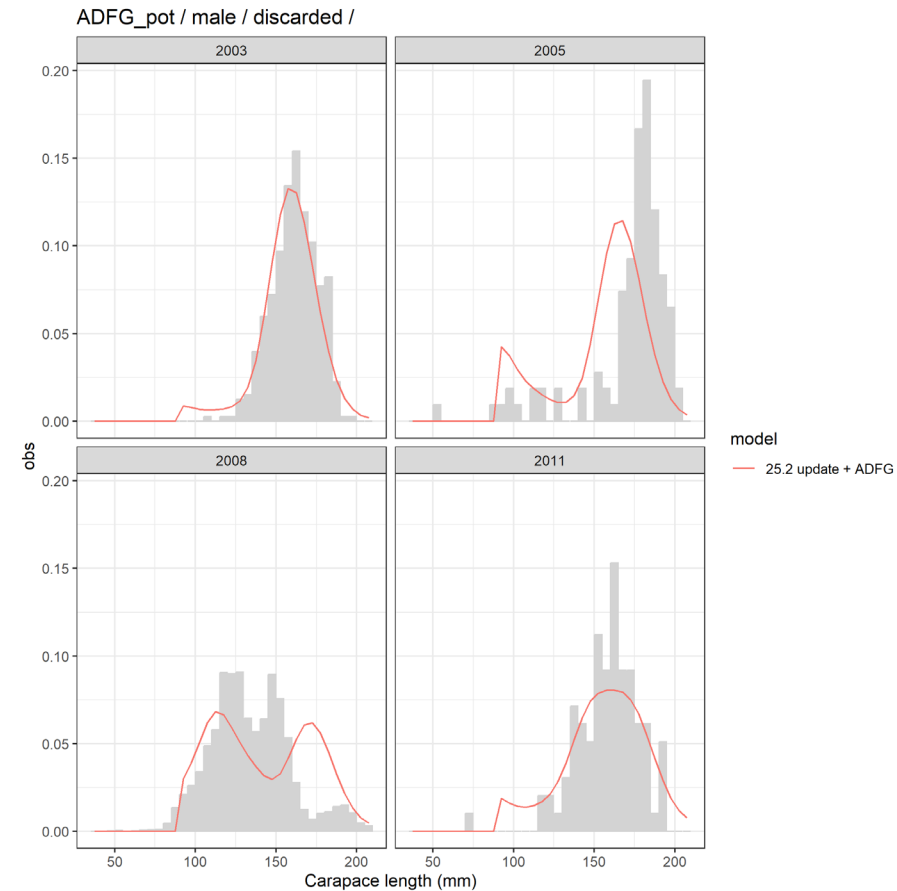 ADFG_pot / male / discarded /
2003
2005
0.20
0.15
0.10
0.05
0.00
obs
model
25.2 update + ADFG
2008
2011
0.20
0.15
0.10
0.05
0.00
50 100 150 200
50 100 150 200
Carapace length (mm)